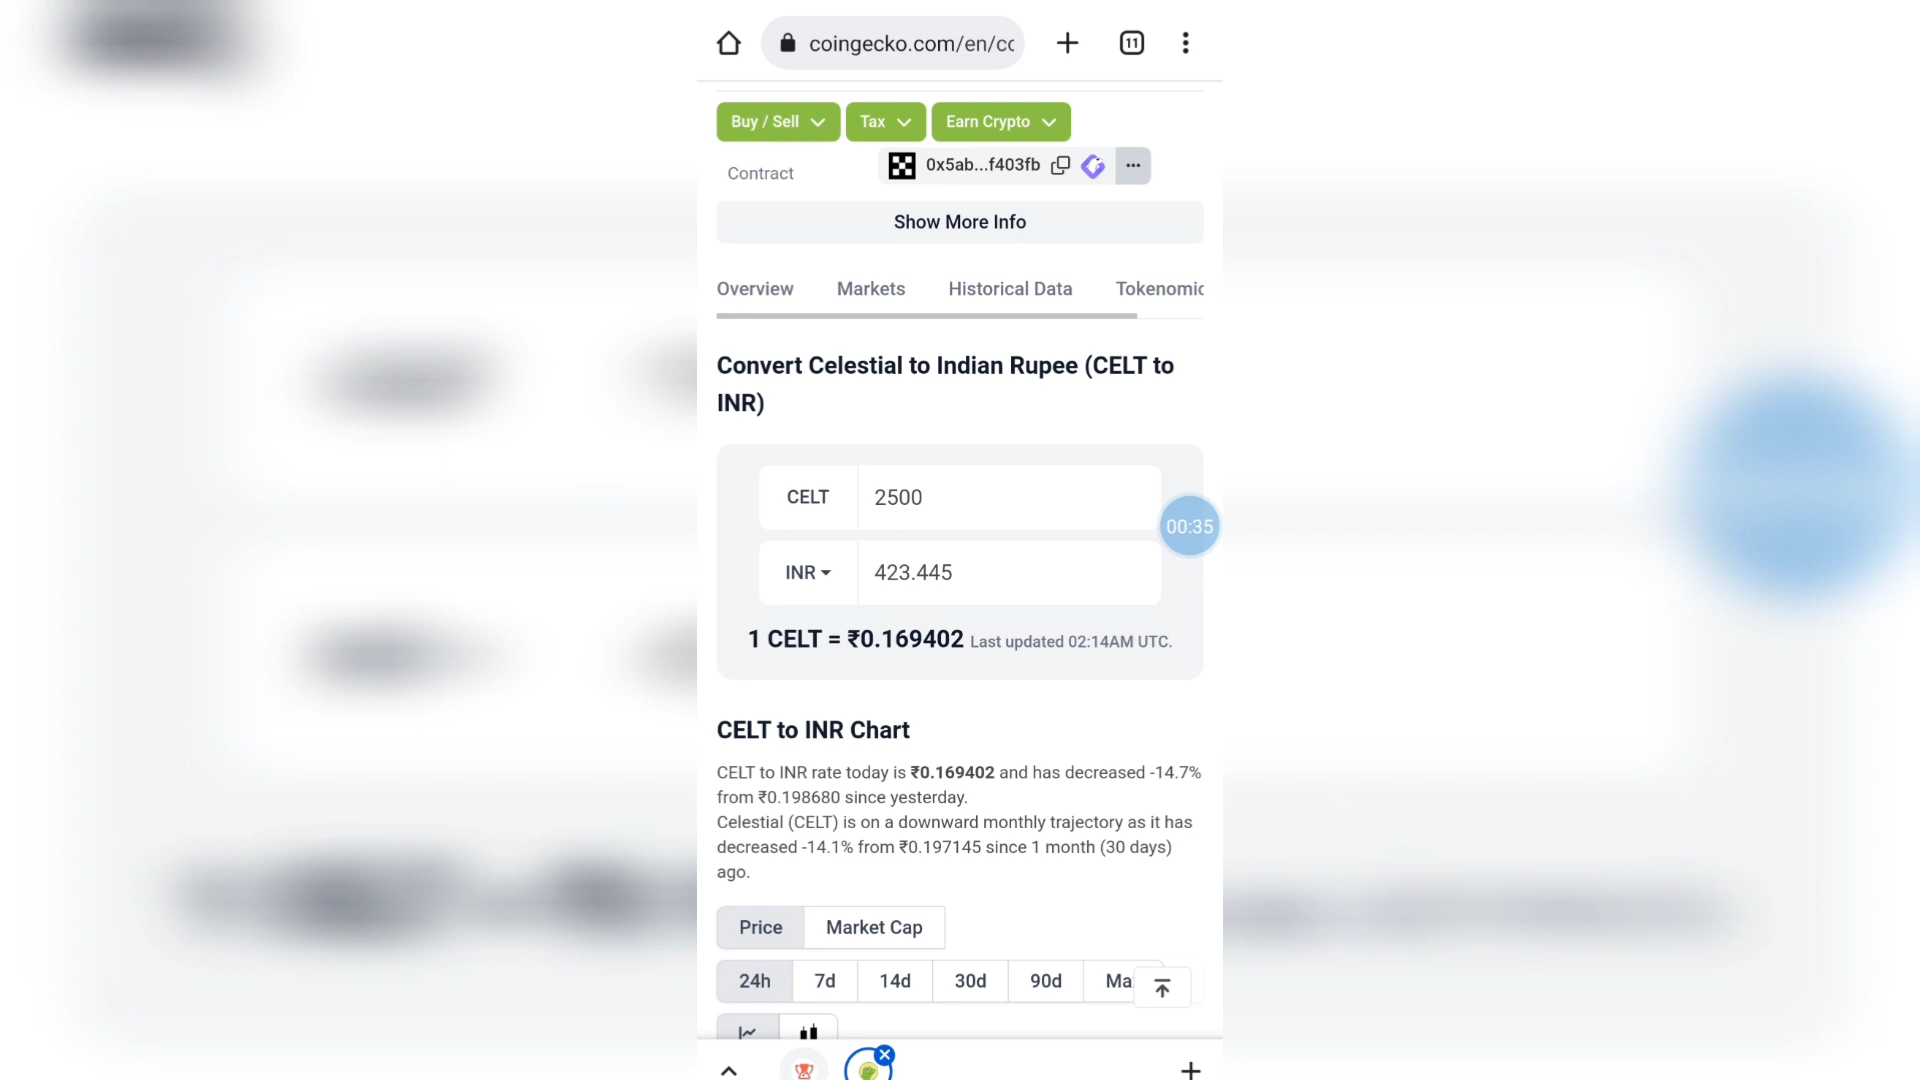 coingecko.com/en/co
11
Buy / Sell
Tax
Earn Crypto
Contract
0x5ab...f403fb
Show More Info
Overview
Markets
Historical Data
Tokenomic
Convert Celestial to Indian Rupee (CELT to
INR)
CELT
2500
00:35
INR
423.445
1 CELT = ₹0.169402 Last updated 02:14AM UTC.
CELT to INR Chart
CELT to INR rate today is ₹0.169402 and has decreased -14.7%
from ₹0.198680 since yesterday.
Celestial (CELT) is on a downward monthly trajectory as it has
decreased -14.1% from ₹0.197145 since 1 month (30 days)
ago.
Price
Market Cap
24h
7d
14d
30d
90d
Ma